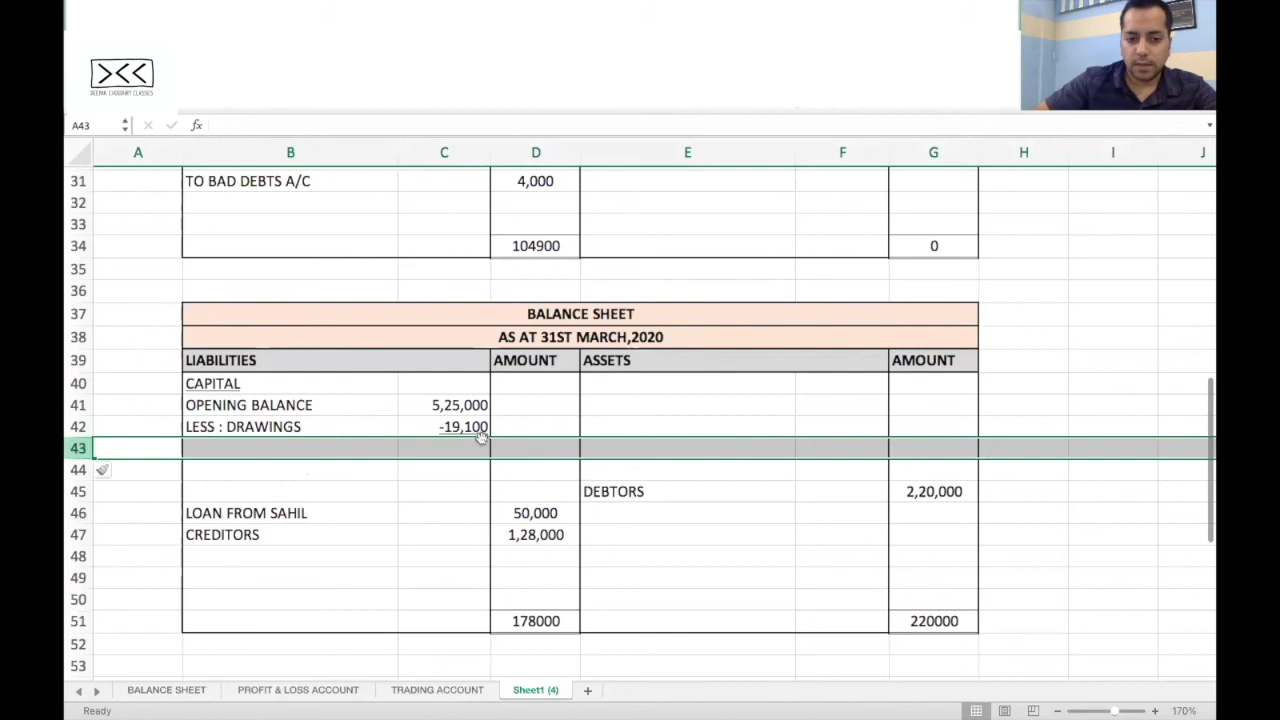 DEEPAK CHOUDHRY CLASSES
A43 fx
A B C D E F G H I J
31 TO BAD DEBTS A/C 4,000
32
33
34 104900 0
35
36
37 BALANCE SHEET
38 AS AT 31ST MARCH,2020
39 LIABILITIES AMOUNT ASSETS AMOUNT
40 CAPITAL
41 OPENING BALANCE 5,25,000
42 LESS : DRAWINGS -19,100
43
44
45 DEBTORS 2,20,000
46 LOAN FROM SAHIL 50,000
47 CREDITORS 1,28,000
48
49
50
51 178000 220000
52
53
BALANCE SHEET PROFIT & LOSS ACCOUNT TRADING ACCOUNT Sheet1 (4) +
Ready 170%